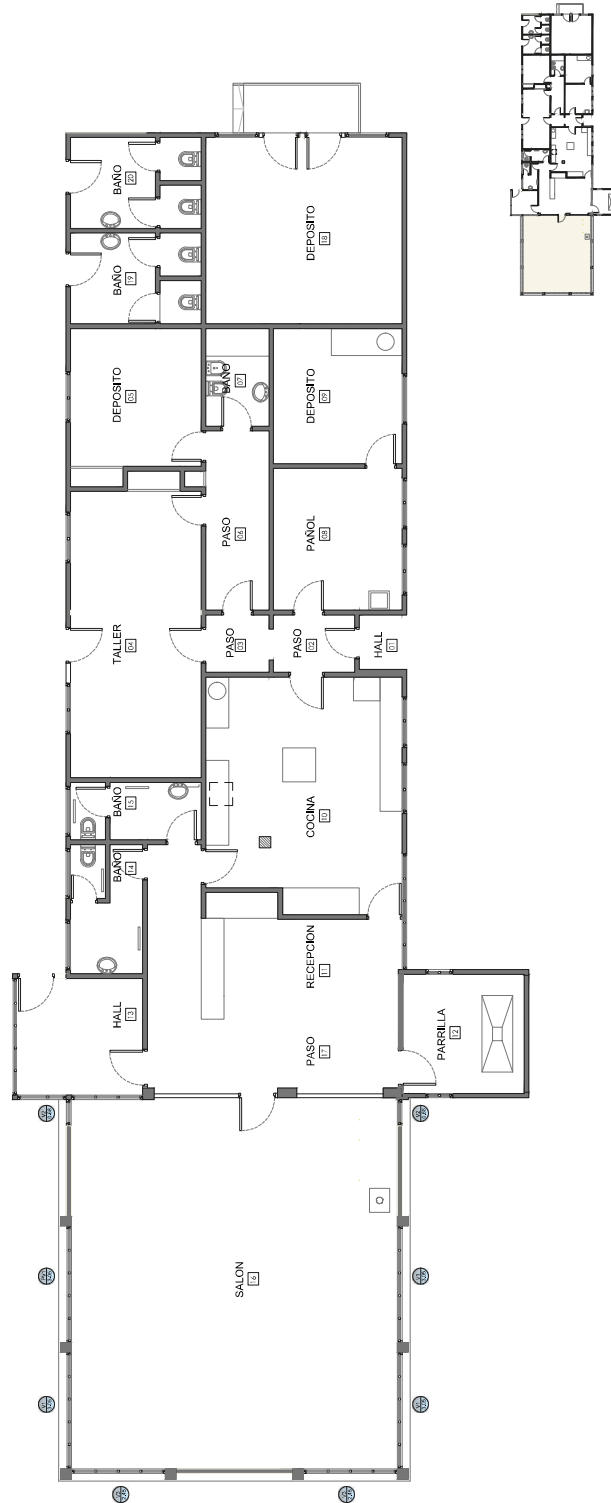 BAÑO
20
DEPOSITO
18
BAÑO
19
DEPOSITO
05
BAÑO
07
DEPOSITO
09
PASO
06
PAÑOL
08
TALLER
04
PASO
03
PASO
02
HALL
01
BAÑO
15
COCINA
10
BAÑO
14
RECEPCION
11
HALL
13
PASO
17
PARRILLA
12
SALON
16